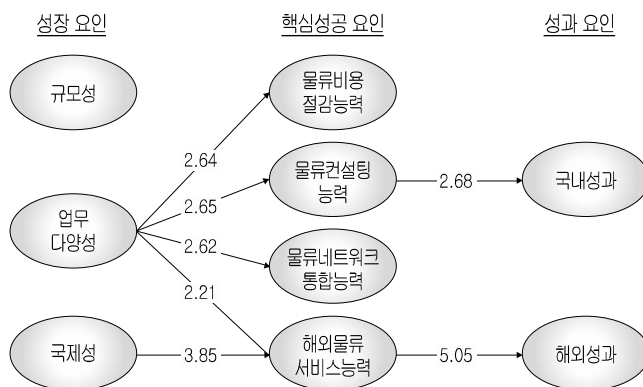 성장 요인
핵심성공 요인
성과 요인
규모성
물류비용
절감능력
2.64
물류컨설팅
능력
2.68
국내성과
2.65
업무
다양성
2.62
물류네트워크
통합능력
2.21
국제성
3.85
해외물류
서비스능력
5.05
해외성과